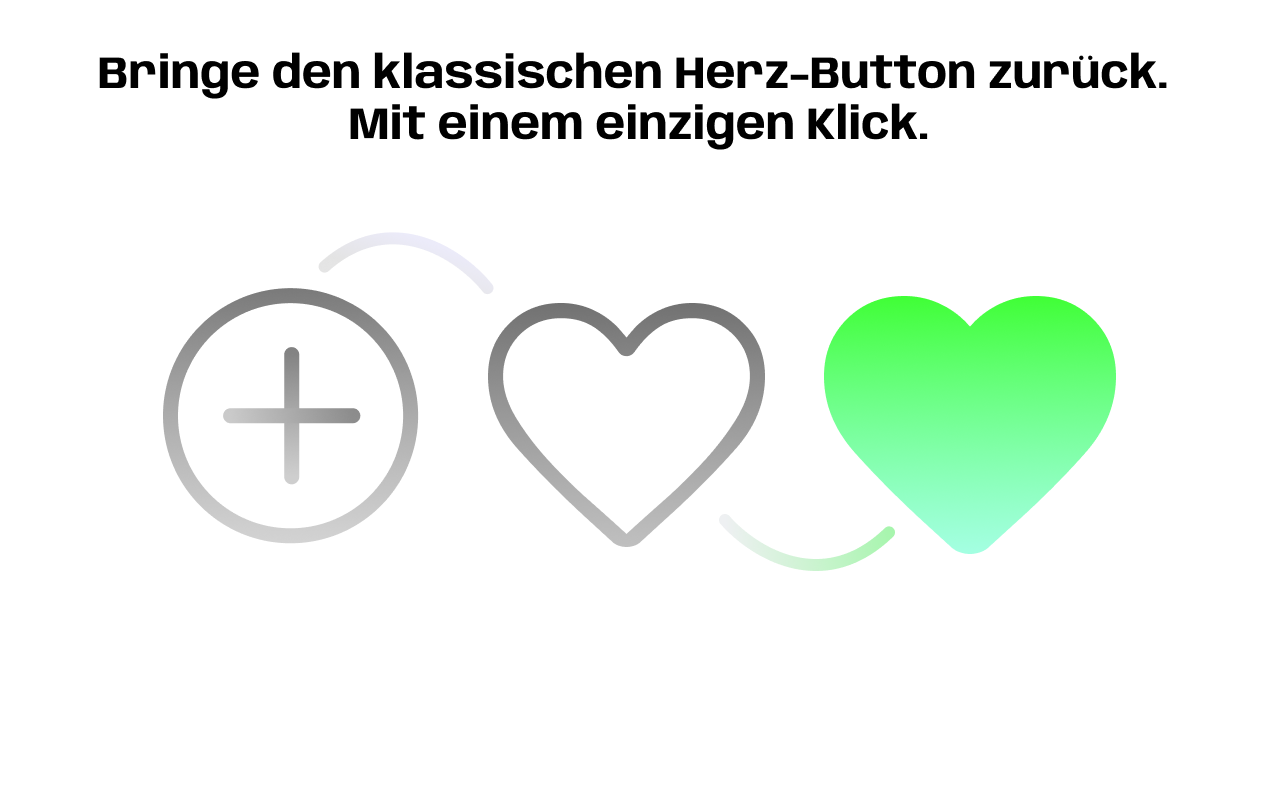 Bringe den klassischen Herz-Button zurück.
Mit einem einzigen Klick.